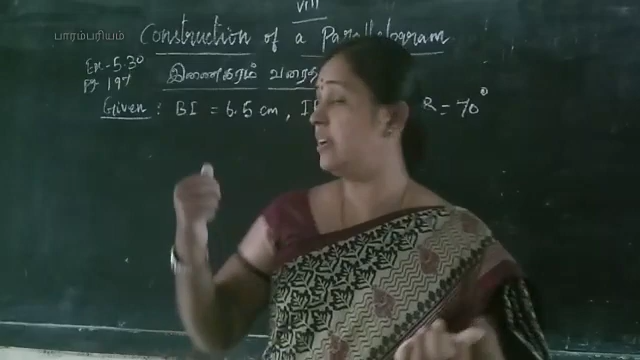 VIII
பாரம்பரியம்
Construction of a Parallelogram
Ex-5.30
Pg 197
இணைகரம்
Given : BI = 6.5 cm, R = 70°